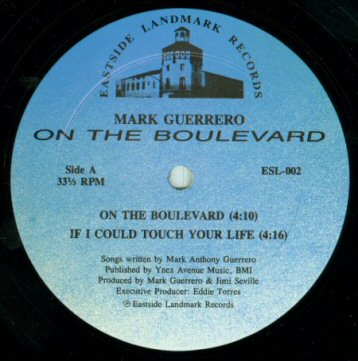 EASTSIDE LANDMARK RECORDS
MARK GUERRERO
ON THE BOULEVARD
Side A
33⅓ RPM
ESL-002
ON THE BOULEVARD (4:10)
IF I COULD TOUCH YOUR LIFE (4:16)
Songs written by Mark Anthony Guerrero
Published by Ynez Avenue Music, BMI
Produced by Mark Guerrero & Jimi Seville
Executive Producer: Eddie Torres
℗ Eastside Landmark Records